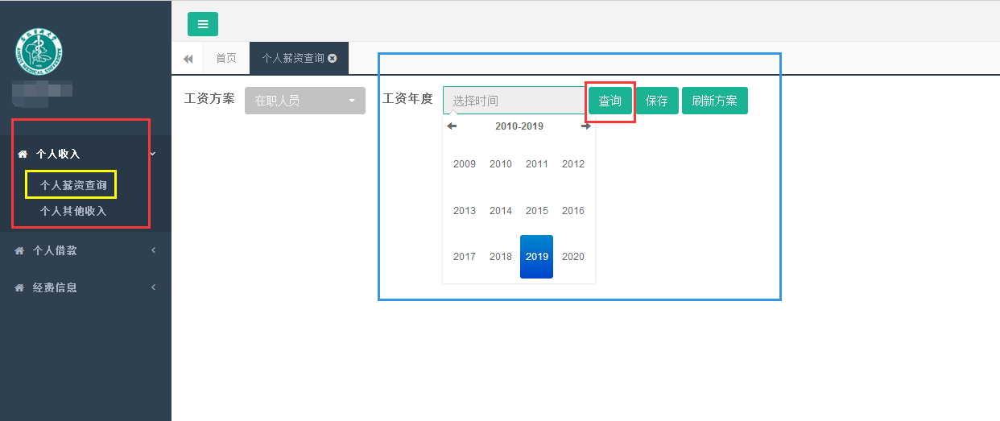 首页
个人薪资查询
工资方案
在职人员
工资年度
选择时间
查询
保存
刷新方案
2010-2019
2009 2010 2011 2012
2013 2014 2015 2016
2017 2018 2019 2020
个人收入
个人薪资查询
个人其他收入
个人借款
经费信息